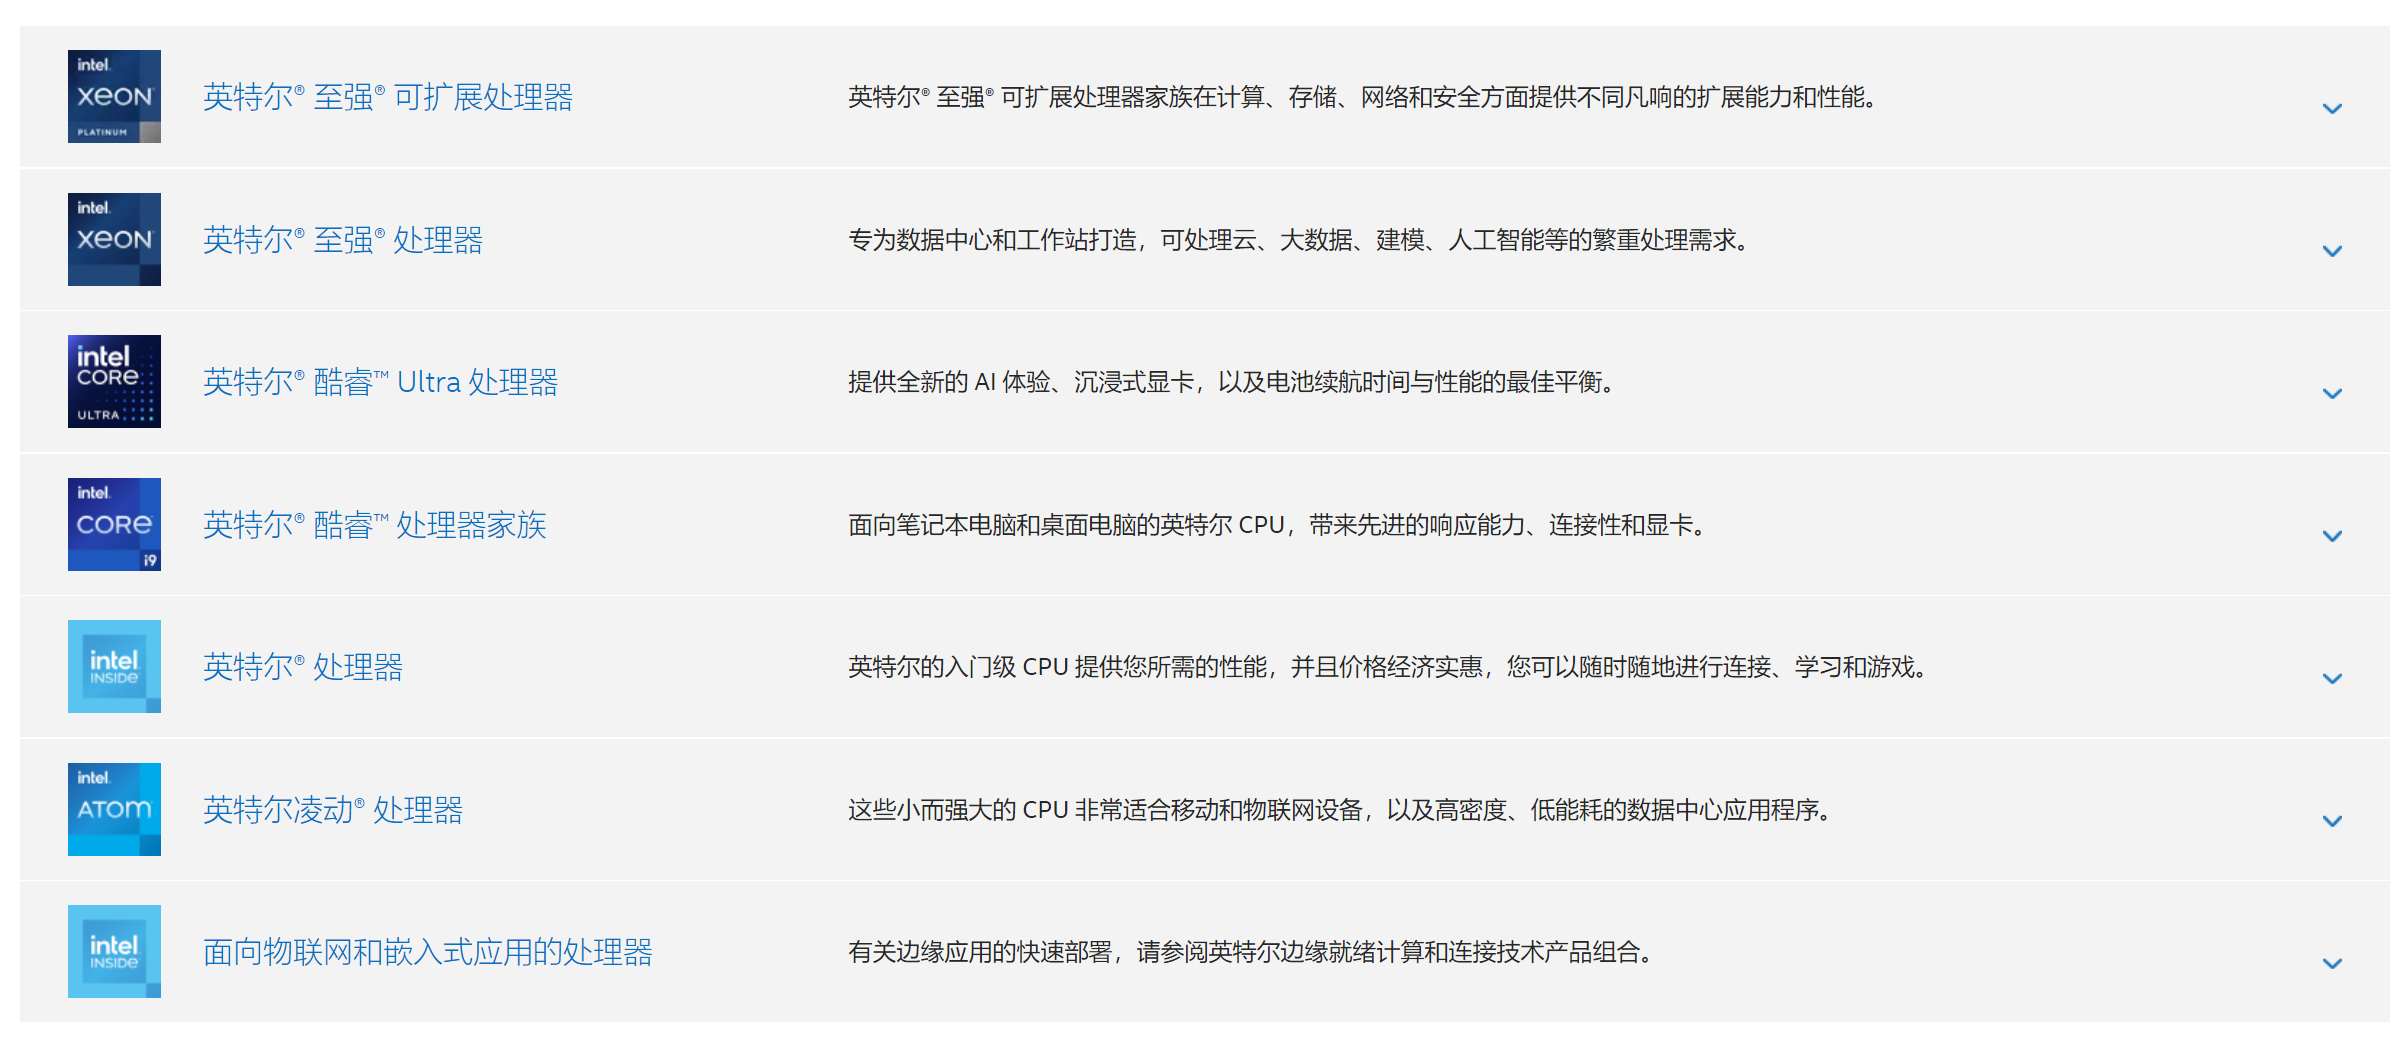 intel.
xeon
PLATINUM
英特尔® 至强® 可扩展处理器
英特尔® 至强® 可扩展处理器家族在计算、存储、网络和安全方面提供不同凡响的扩展能力和性能。
intel.
xeon
英特尔® 至强® 处理器
专为数据中心和工作站打造，可处理云、大数据、建模、人工智能等的繁重处理需求。
intel
CORE
ULTRA
英特尔® 酷睿™ Ultra 处理器
提供全新的 AI 体验、沉浸式显卡，以及电池续航时间与性能的最佳平衡。
intel.
CORE
i9
英特尔® 酷睿™ 处理器家族
面向笔记本电脑和桌面电脑的英特尔 CPU，带来先进的响应能力、连接性和显卡。
intel
INSIDE
英特尔® 处理器
英特尔的入门级 CPU 提供您所需的性能，并且价格经济实惠，您可以随时随地进行连接、学习和游戏。
intel.
ATOM
英特尔凌动® 处理器
这些小而强大的 CPU 非常适合移动和物联网设备，以及高密度、低能耗的数据中心应用程序。
intel
INSIDE
面向物联网和嵌入式应用的处理器
有关边缘应用的快速部署，请参阅英特尔边缘就绪计算和连接技术产品组合。